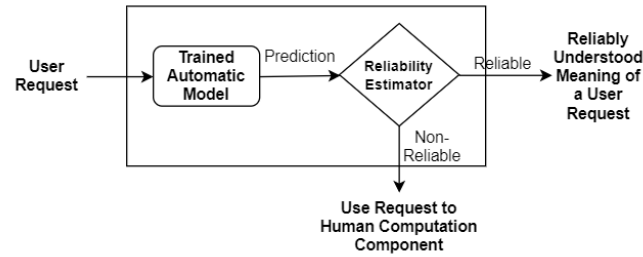 User
Request
Trained
Automatic
Model
Prediction
Reliability
Estimator
Reliable
Reliably
Understood
Meaning of
a User
Request
Non-
Reliable
Use Request to
Human Computation
Component